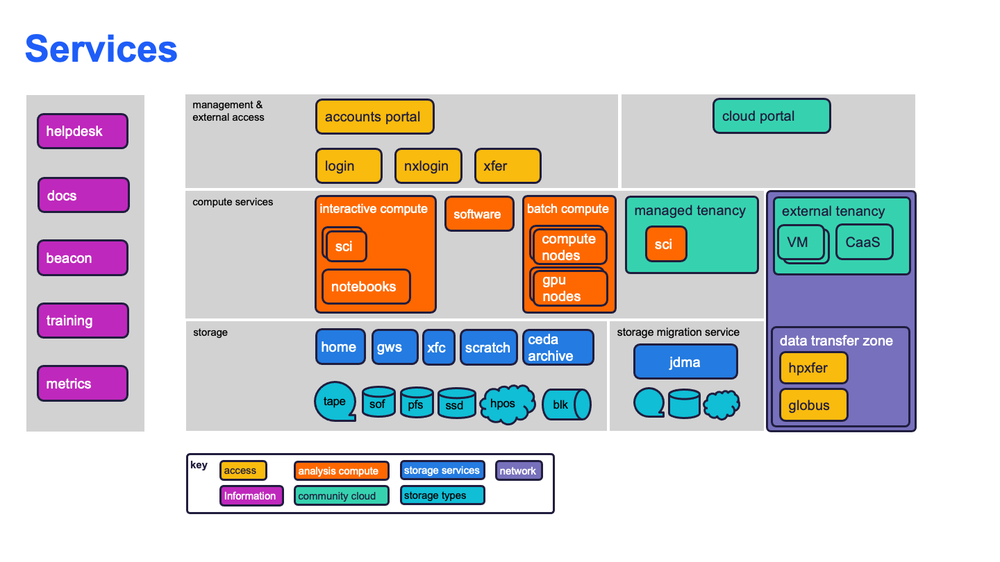 Services
helpdesk
docs
beacon
training
metrics
management &
external access
accounts portal
login
nxlogin
xfer
cloud portal
compute services
interactive compute
sci
notebooks
software
batch compute
compute
nodes
gpu
nodes
managed tenancy
sci
external tenancy
VM
CaaS
storage
home
gws
xfc
scratch
ceda
archive
tape
sof
pfs
ssd
hpos
blk
storage migration service
jdma
data transfer zone
hpxfer
globus
key
access
analysis compute
storage services
network
Information
community cloud
storage types